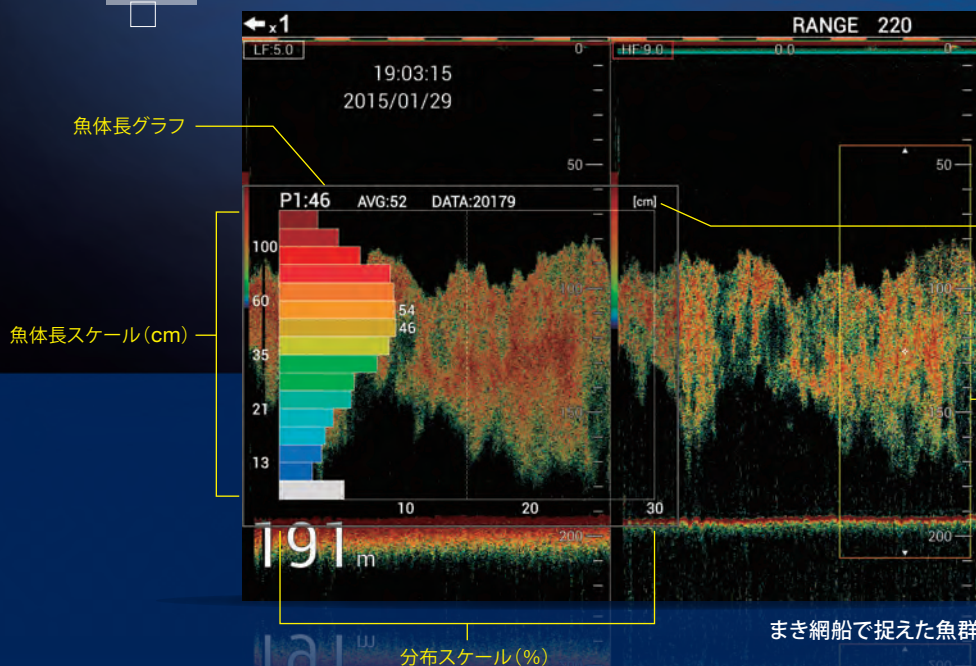 ←x1 RANGE 220
LF:5.0 0 HF:9.0 0.0 0
19:03:15
2015/01/29
魚体長グラフ
50 50
P1:46 AVG:52 DATA:20179 [cm]
100
60 100 100
54
魚体長スケール（cm） 46
35
21 150 150
13
10 20 30
191m 200 200
まき網船で捉えた魚群
分布スケール（%）